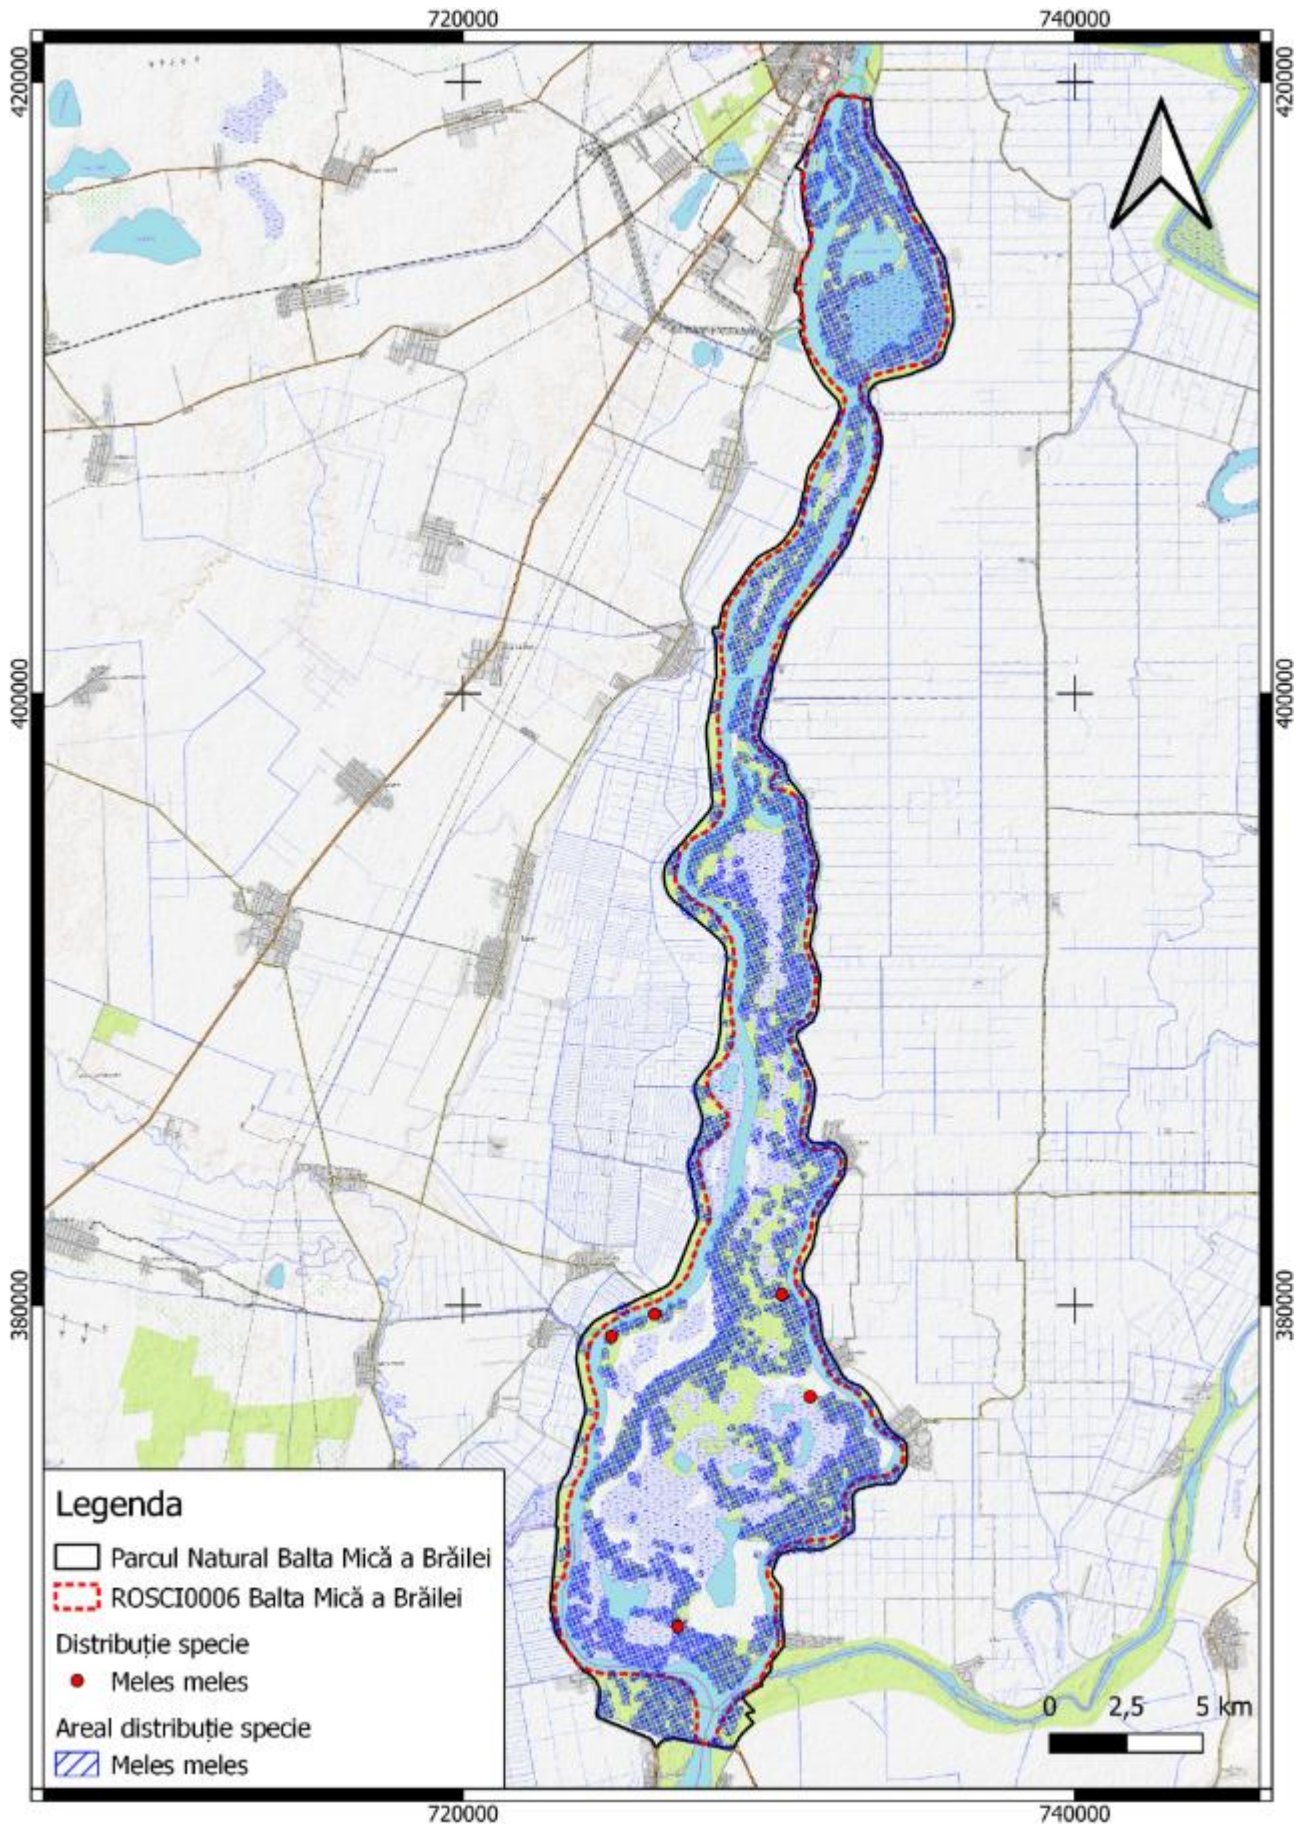 720000 740000
420000 420000
400000 400000
380000 380000
Legenda
Parcul Natural Balta Mică a Brăilei
ROSCI0006 Balta Mică a Brăilei
Distribuție specie
Meles meles
Areal distribuție specie
Meles meles
0 2,5 5 km
720000 740000